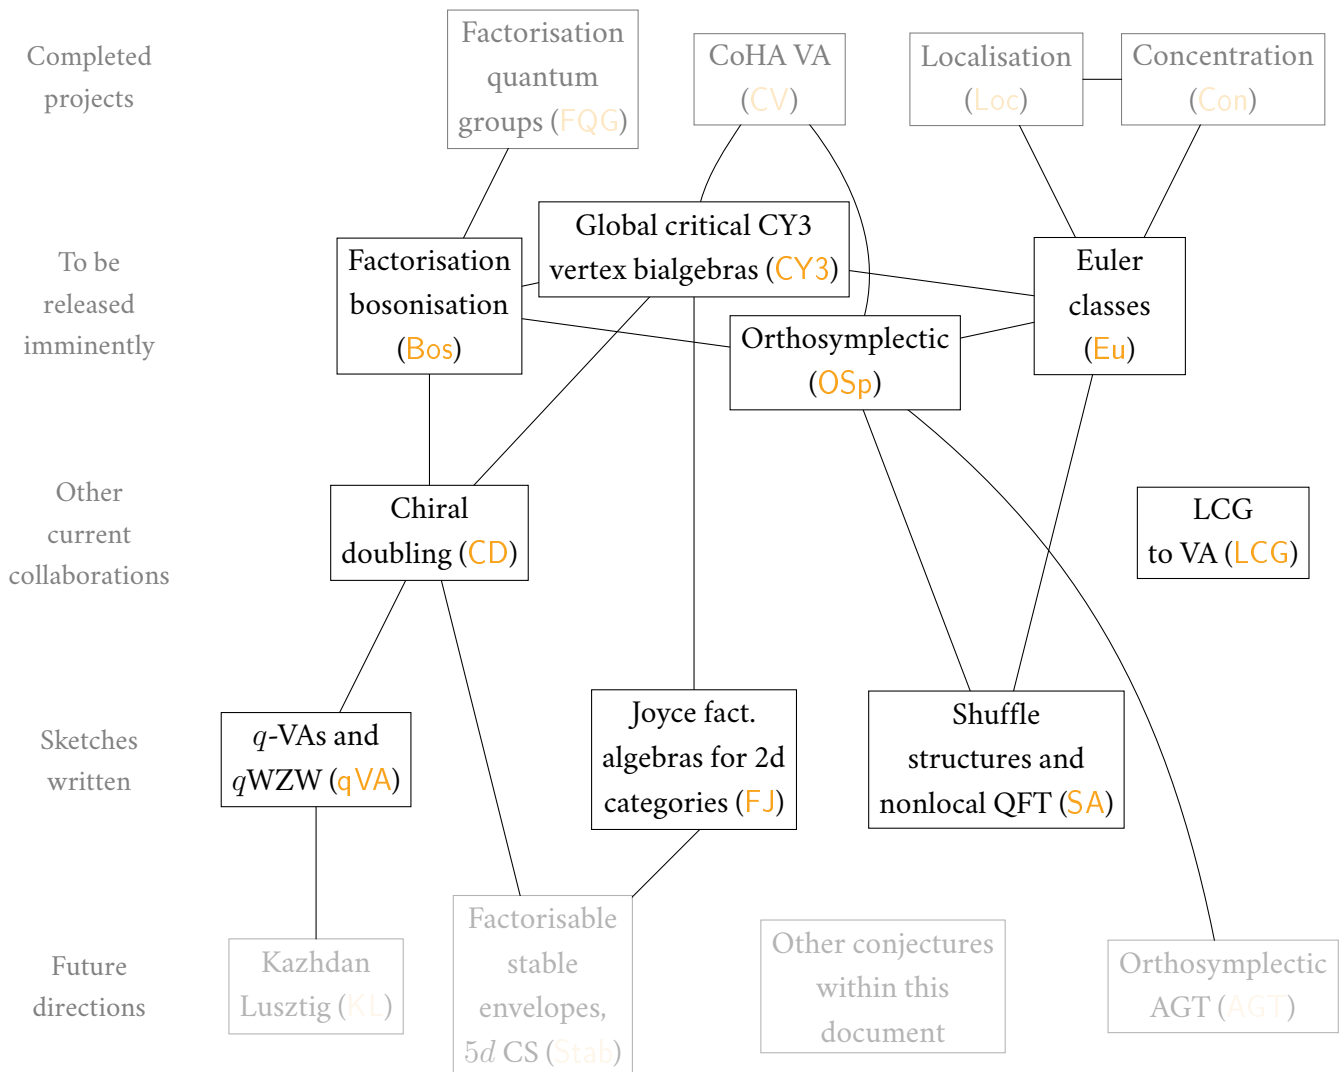 Completed
projects
Factorisation
quantum
groups (FQG)
CoHA VA
(CV)
Localisation
(Loc)
Concentration
(Con)
To be
released
imminently
Factorisation
bosonisation
(Bos)
Global critical CY3
vertex bialgebras (CY3)
Orthosymplectic
(OSp)
Euler
classes
(Eu)
Other
current
collaborations
Chiral
doubling (CD)
LCG
to VA (LCG)
Sketches
written
q-VAs and
qWZW (qVA)
Joyce fact.
algebras for 2d
categories (FJ)
Shuffle
structures and
nonlocal QFT (SA)
Future
directions
Kazhdan
Lusztig (KL)
Factorisable
stable
envelopes,
5d CS (Stab)
Other conjectures
within this
document
Orthosymplectic
AGT (AGT)